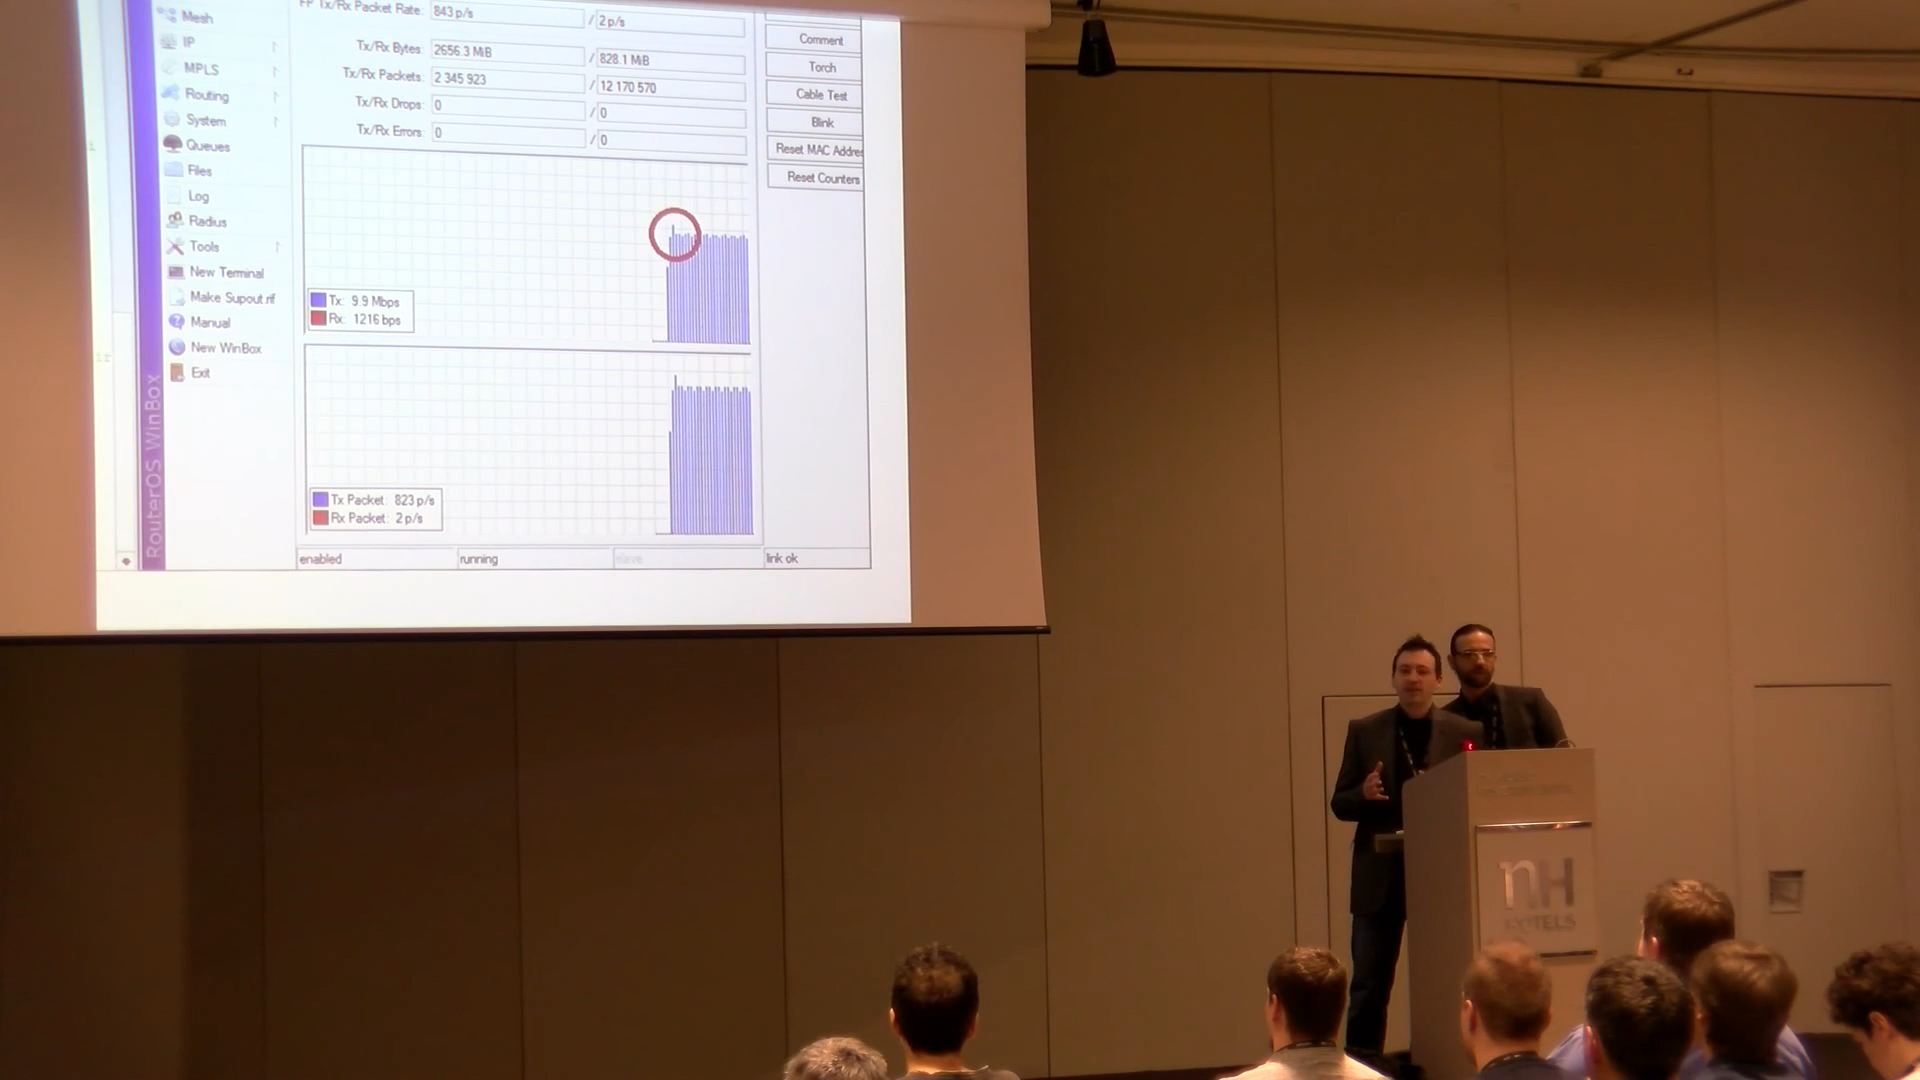 Mesh
IP
MPLS
Routing
System
Queues
Files
Log
Radius
Tools
New Terminal
Make Supout.rif
Manual
New WinBox
Exit
RouterOS WinBox
FP Tx/Rx Packet Rate: 843 p/s / 2 p/s
Tx/Rx Bytes: 2656.3 MiB / 828.1 MiB
Tx/Rx Packets: 2 345 923 / 12 170 570
Tx/Rx Drops: 0 / 0
Tx/Rx Errors: 0 / 0
Comment
Torch
Cable Test
Blink
Reset MAC Addre
Reset Counters
Tx: 9.9 Mbps
Rx: 1216 bps
Tx Packet: 823 p/s
Rx Packet: 2 p/s
enabled
running
slave
link ok
nH
HOTELS